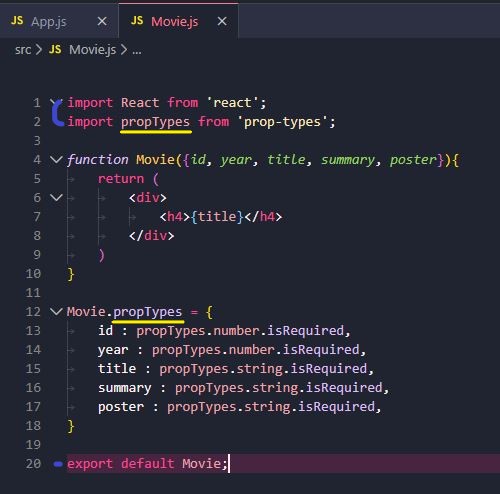 JS App.js × JS Movie.js ×
src > JS Movie.js > ...
1 import React from 'react';
2 import propTypes from 'prop-types';
3
4 function Movie({id, year, title, summary, poster}){
5 return (
6 <div>
7 <h4>{title}</h4>
8 </div>
9 )
10 }
11
12 Movie.propTypes = {
13 id : propTypes.number.isRequired,
14 year : propTypes.number.isRequired,
15 title : propTypes.string.isRequired,
16 summary : propTypes.string.isRequired,
17 poster : propTypes.string.isRequired,
18 }
19
20 export default Movie;